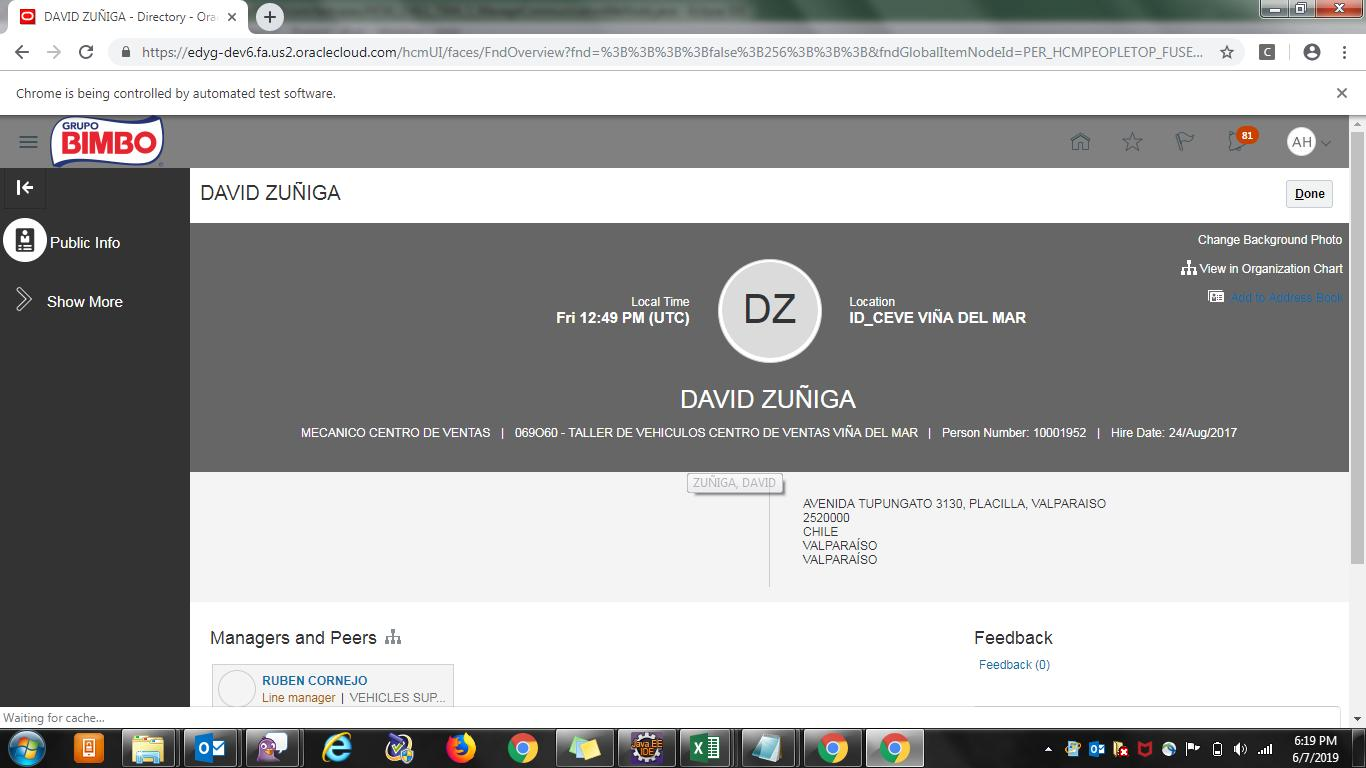 DAVID ZUÑIGA - Directory - Ora
https://edyg-dev6.fa.us2.oraclecloud.com/hcmUI/faces/FndOverview?fnd=%3B%3B%3B%3Bfalse%3B256%3B%3B%3B&fndGlobalItemNodeId=PER_HCMPEOPLETOP_FUSE...
C
Chrome is being controlled by automated test software.
GRUPO
BIMBO
81
AH
DAVID ZUÑIGA
Done
Public Info
Show More
Change Background Photo
View in Organization Chart
Add to Address Book
Local Time
Fri 12:49 PM (UTC)
DZ
Location
ID_CEVE VIÑA DEL MAR
DAVID ZUÑIGA
MECANICO CENTRO DE VENTAS | 069O60 - TALLER DE VEHICULOS CENTRO DE VENTAS VIÑA DEL MAR | Person Number: 10001952 | Hire Date: 24/Aug/2017
ZUÑIGA, DAVID
AVENIDA TUPUNGATO 3130, PLACILLA, VALPARAISO
2520000
CHILE
VALPARAÍSO
VALPARAÍSO
Managers and Peers
RUBEN CORNEJO
Line manager | VEHICLES SUP...
Feedback
Feedback (0)
Waiting for cache...
Java EE
IDE
6:19 PM
6/7/2019